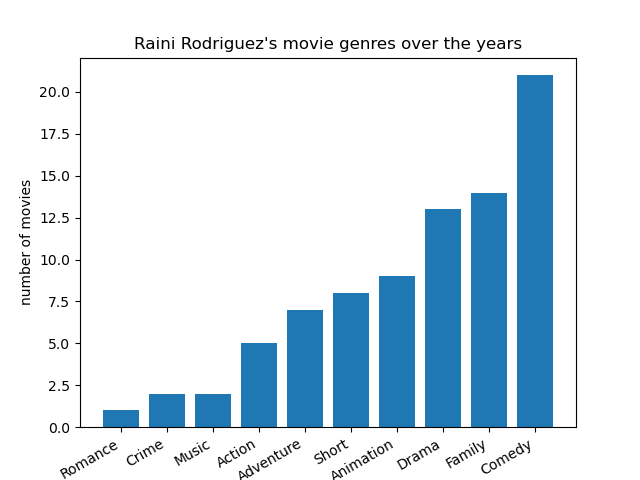 Raini Rodriguez's movie genres over the years
number of movies
20.0
17.5
15.0
12.5
10.0
7.5
5.0
2.5
0.0
Romance
Crime
Music
Action
Adventure
Short
Animation
Drama
Family
Comedy